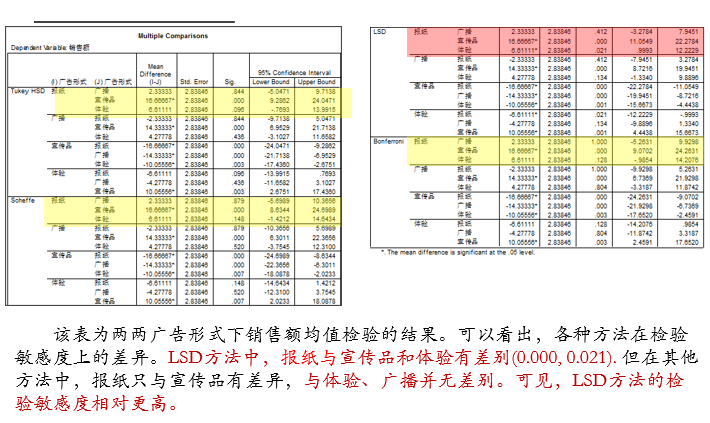 Multiple Comparisons
Dependent Variable: 销售额
Mean Difference (I-J) Std. Error Sig. 95% Confidence Interval
(I) 广告形式 (J) 广告形式 Lower Bound Upper Bound
Tukey HSD 报纸 广播 2.33333 2.83846 .844 -5.0471 9.7138
宣传品 16.66667* 2.83846 .000 9.2862 24.0471
体验 6.61111 2.83846 .096 -.7693 13.9915
广播 报纸 -2.33333 2.83846 .844 -9.7138 5.0471
宣传品 14.33333* 2.83846 .000 6.9529 21.7138
体验 4.27778 2.83846 .436 -3.1027 11.6582
宣传品 报纸 -16.66667* 2.83846 .000 -24.0471 -9.2862
广播 -14.33333* 2.83846 .000 -21.7138 -6.9529
体验 -10.05556* 2.83846 .003 -17.4360 -2.6751
体验 报纸 -6.61111 2.83846 .096 -13.9915 .7693
广播 -4.27778 2.83846 .436 -11.6582 3.1027
宣传品 10.05556* 2.83846 .003 2.6751 17.4360
Scheffe 报纸 广播 2.33333 2.83846 .879 -5.6989 10.3656
宣传品 16.66667* 2.83846 .000 8.6344 24.6989
体验 6.61111 2.83846 .148 -1.4212 14.6434
广播 报纸 -2.33333 2.83846 .879 -10.3656 5.6989
宣传品 14.33333* 2.83846 .000 6.3011 22.3656
体验 4.27778 2.83846 .520 -3.7545 12.3100
宣传品 报纸 -16.66667* 2.83846 .000 -24.6989 -8.6344
广播 -14.33333* 2.83846 .000 -22.3656 -6.3011
体验 -10.05556* 2.83846 .007 -18.0878 -2.0233
体验 报纸 -6.61111 2.83846 .148 -14.6434 1.4212
广播 -4.27778 2.83846 .520 -12.3100 3.7545
宣传品 10.05556* 2.83846 .007 2.0233 18.0878
LSD 报纸 广播 2.33333 2.83846 .412 -3.2784 7.9451
宣传品 16.66667* 2.83846 .000 11.0549 22.2784
体验 6.61111* 2.83846 .021 .9993 12.2229
广播 报纸 -2.33333 2.83846 .412 -7.9451 3.2784
宣传品 14.33333* 2.83846 .000 8.7216 19.9451
体验 4.27778 2.83846 .134 -1.3340 9.8896
宣传品 报纸 -16.66667* 2.83846 .000 -22.2784 -11.0549
广播 -14.33333* 2.83846 .000 -19.9451 -8.7216
体验 -10.05556* 2.83846 .001 -15.6673 -4.4438
体验 报纸 -6.61111* 2.83846 .021 -12.2229 -.9993
广播 -4.27778 2.83846 .134 -9.8896 1.3340
宣传品 10.05556* 2.83846 .001 4.4438 15.6673
Bonferroni 报纸 广播 2.33333 2.83846 1.000 -5.2631 9.9298
宣传品 16.66667* 2.83846 .000 9.0702 24.2631
体验 6.61111 2.83846 .128 -.9854 14.2076
广播 报纸 -2.33333 2.83846 1.000 -9.9298 5.2631
宣传品 14.33333* 2.83846 .000 6.7369 21.9298
体验 4.27778 2.83846 .804 -3.3187 11.8742
宣传品 报纸 -16.66667* 2.83846 .000 -24.2631 -9.0702
广播 -14.33333* 2.83846 .000 -21.9298 -6.7369
体验 -10.05556* 2.83846 .003 -17.6520 -2.4591
体验 报纸 -6.61111 2.83846 .128 -14.2076 .9854
广播 -4.27778 2.83846 .804 -11.8742 3.3187
宣传品 10.05556* 2.83846 .003 2.4591 17.6520
*. The mean difference is significant at the .05 level.
该表为两两广告形式下销售额均值检验的结果。可以看出，各种方法在检验
敏感度上的差异。LSD方法中，报纸与宣传品和体验有差别(0.000, 0.021). 但在其他
方法中，报纸只与宣传品有差异，与体验、广播并无差别。可见，LSD方法的检
验敏感度相对更高。